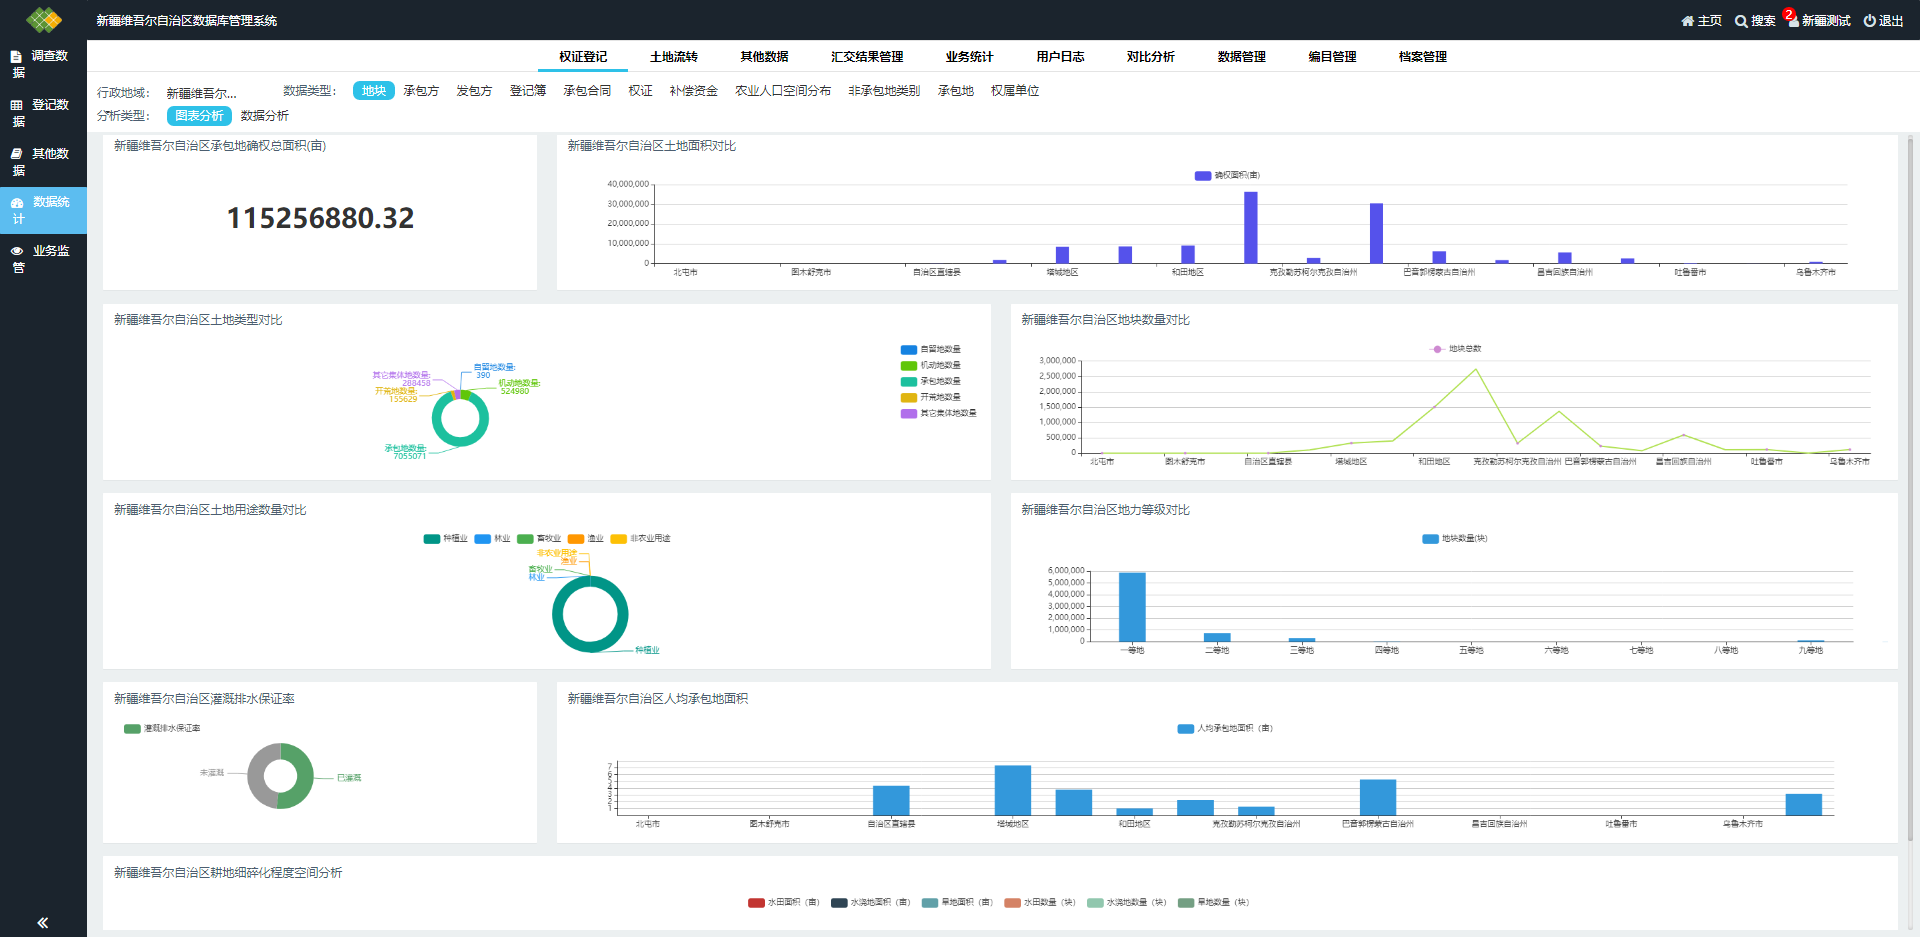 新疆维吾尔自治区数据库管理系统
主页 搜索 2 新疆测试 退出
调查数据
登记数据
其他数据
数据统计
业务监管
权证登记 土地流转 其他数据 汇交结果管理 业务统计 用户日志 对比分析 数据管理 编目管理 档案管理
行政地域: 新疆维吾尔... 数据类型: 地块 承包方 发包方 登记簿 承包合同 权证 补偿资金 农业人口空间分布 非承包地类别 承包地 权属单位
分析类型: 图表分析 数据分析
新疆维吾尔自治区承包地确权总面积(亩)
115256880.32
新疆维吾尔自治区土地面积对比
确权面积(亩)
40,000,000
30,000,000
20,000,000
10,000,000
0
北屯市 图木舒克市 自治区直辖县 塔城地区 和田地区 克孜勒苏柯尔克孜自治州 巴音郭楞蒙古自治州 昌吉回族自治州 吐鲁番市 乌鲁木齐市
新疆维吾尔自治区土地类型对比
自留地数量
机动地数量
承包地数量
开荒地数量
其它集体地数量
自留地数量:
390
其它集体地数量:
288458
机动地数量:
524980
开荒地数量:
155629
承包地数量:
7055071
新疆维吾尔自治区地块数量对比
地块总数
3,000,000
2,500,000
2,000,000
1,500,000
1,000,000
500,000
0
北屯市 图木舒克市 自治区直辖县 塔城地区 和田地区 克孜勒苏柯尔克孜自治州 巴音郭楞蒙古自治州 昌吉回族自治州 吐鲁番市 乌鲁木齐市
新疆维吾尔自治区土地用途数量对比
种植业 林业 畜牧业 渔业 非农业用途
非农业用途
渔业
畜牧业
林业
种植业
新疆维吾尔自治区地力等级对比
地块数量(块)
6,000,000
5,000,000
4,000,000
3,000,000
2,000,000
1,000,000
0
一等地 二等地 三等地 四等地 五等地 六等地 七等地 八等地 九等地
新疆维吾尔自治区灌溉排水保证率
灌溉排水保证率
未灌溉
已灌溉
新疆维吾尔自治区人均承包地面积
人均承包地面积（亩）
7
6
5
4
3
2
1
北屯市 图木舒克市 自治区直辖县 塔城地区 和田地区 克孜勒苏柯尔克孜自治州 巴音郭楞蒙古自治州 昌吉回族自治州 吐鲁番市 乌鲁木齐市
新疆维吾尔自治区耕地细碎化程度空间分析
水田面积（亩） 水浇地面积（亩） 旱地面积（亩） 水田数量（块） 水浇地数量（块） 旱地数量（块）